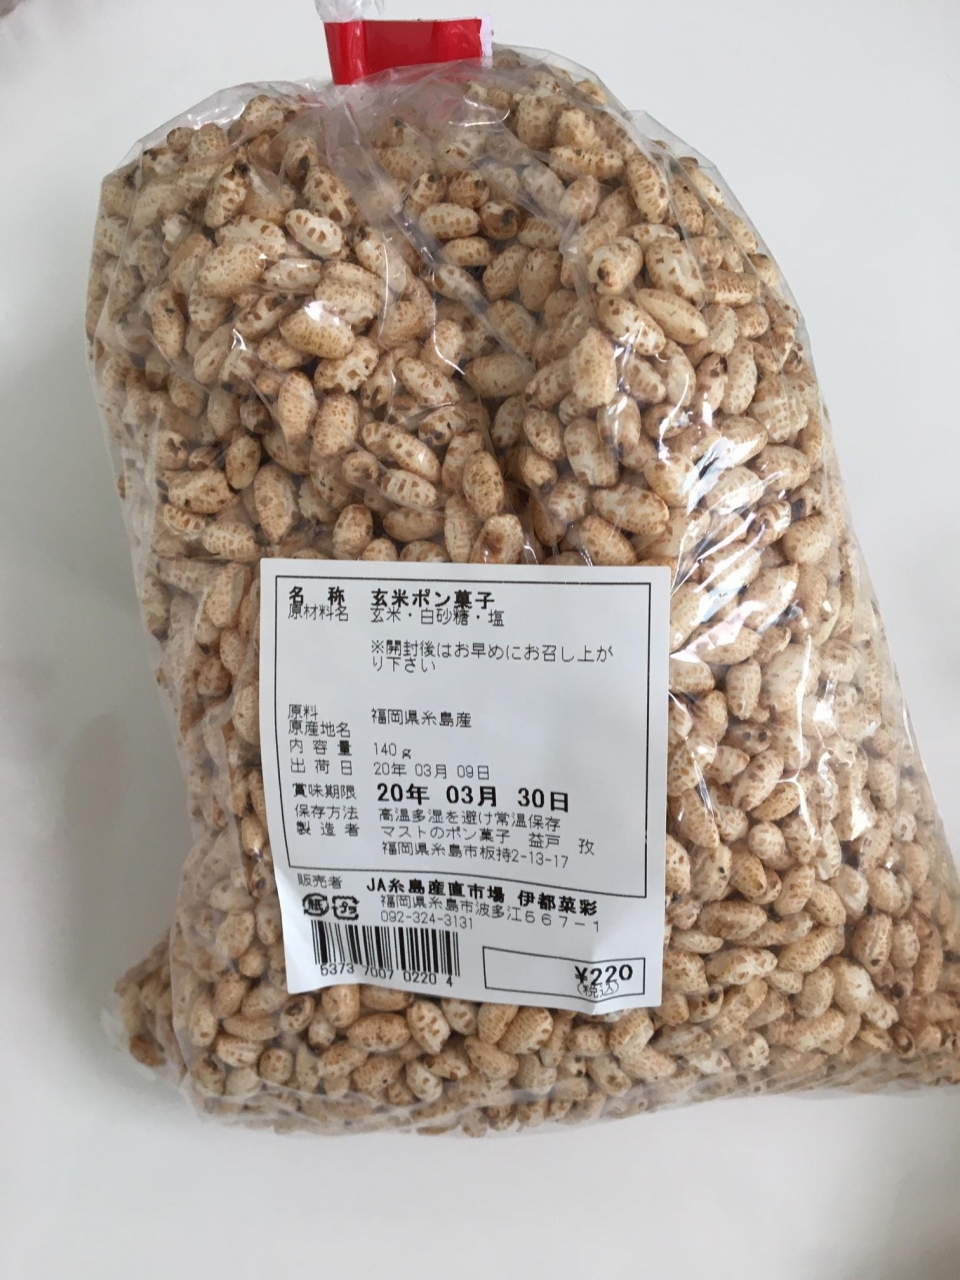 名 称 玄米ポン菓子
原材料名 玄米・白砂糖・塩
※開封後はお早めにお召し上が
り下さい
原料
原産地名 福岡県糸島産
内容量 140g
出荷日 20年 03月 09日
賞味期限 20年 03月 30日
保存方法 高温多湿を避け常温保存
製造者 マストのポン菓子 益戸 孜
福岡県糸島市板持2-13-17
販売者 JA糸島産直市場 伊都菜彩
福岡県糸島市波多江567-1
092-324-3131
紙 プラ
5373 7007 0220 4
¥220
(税込)